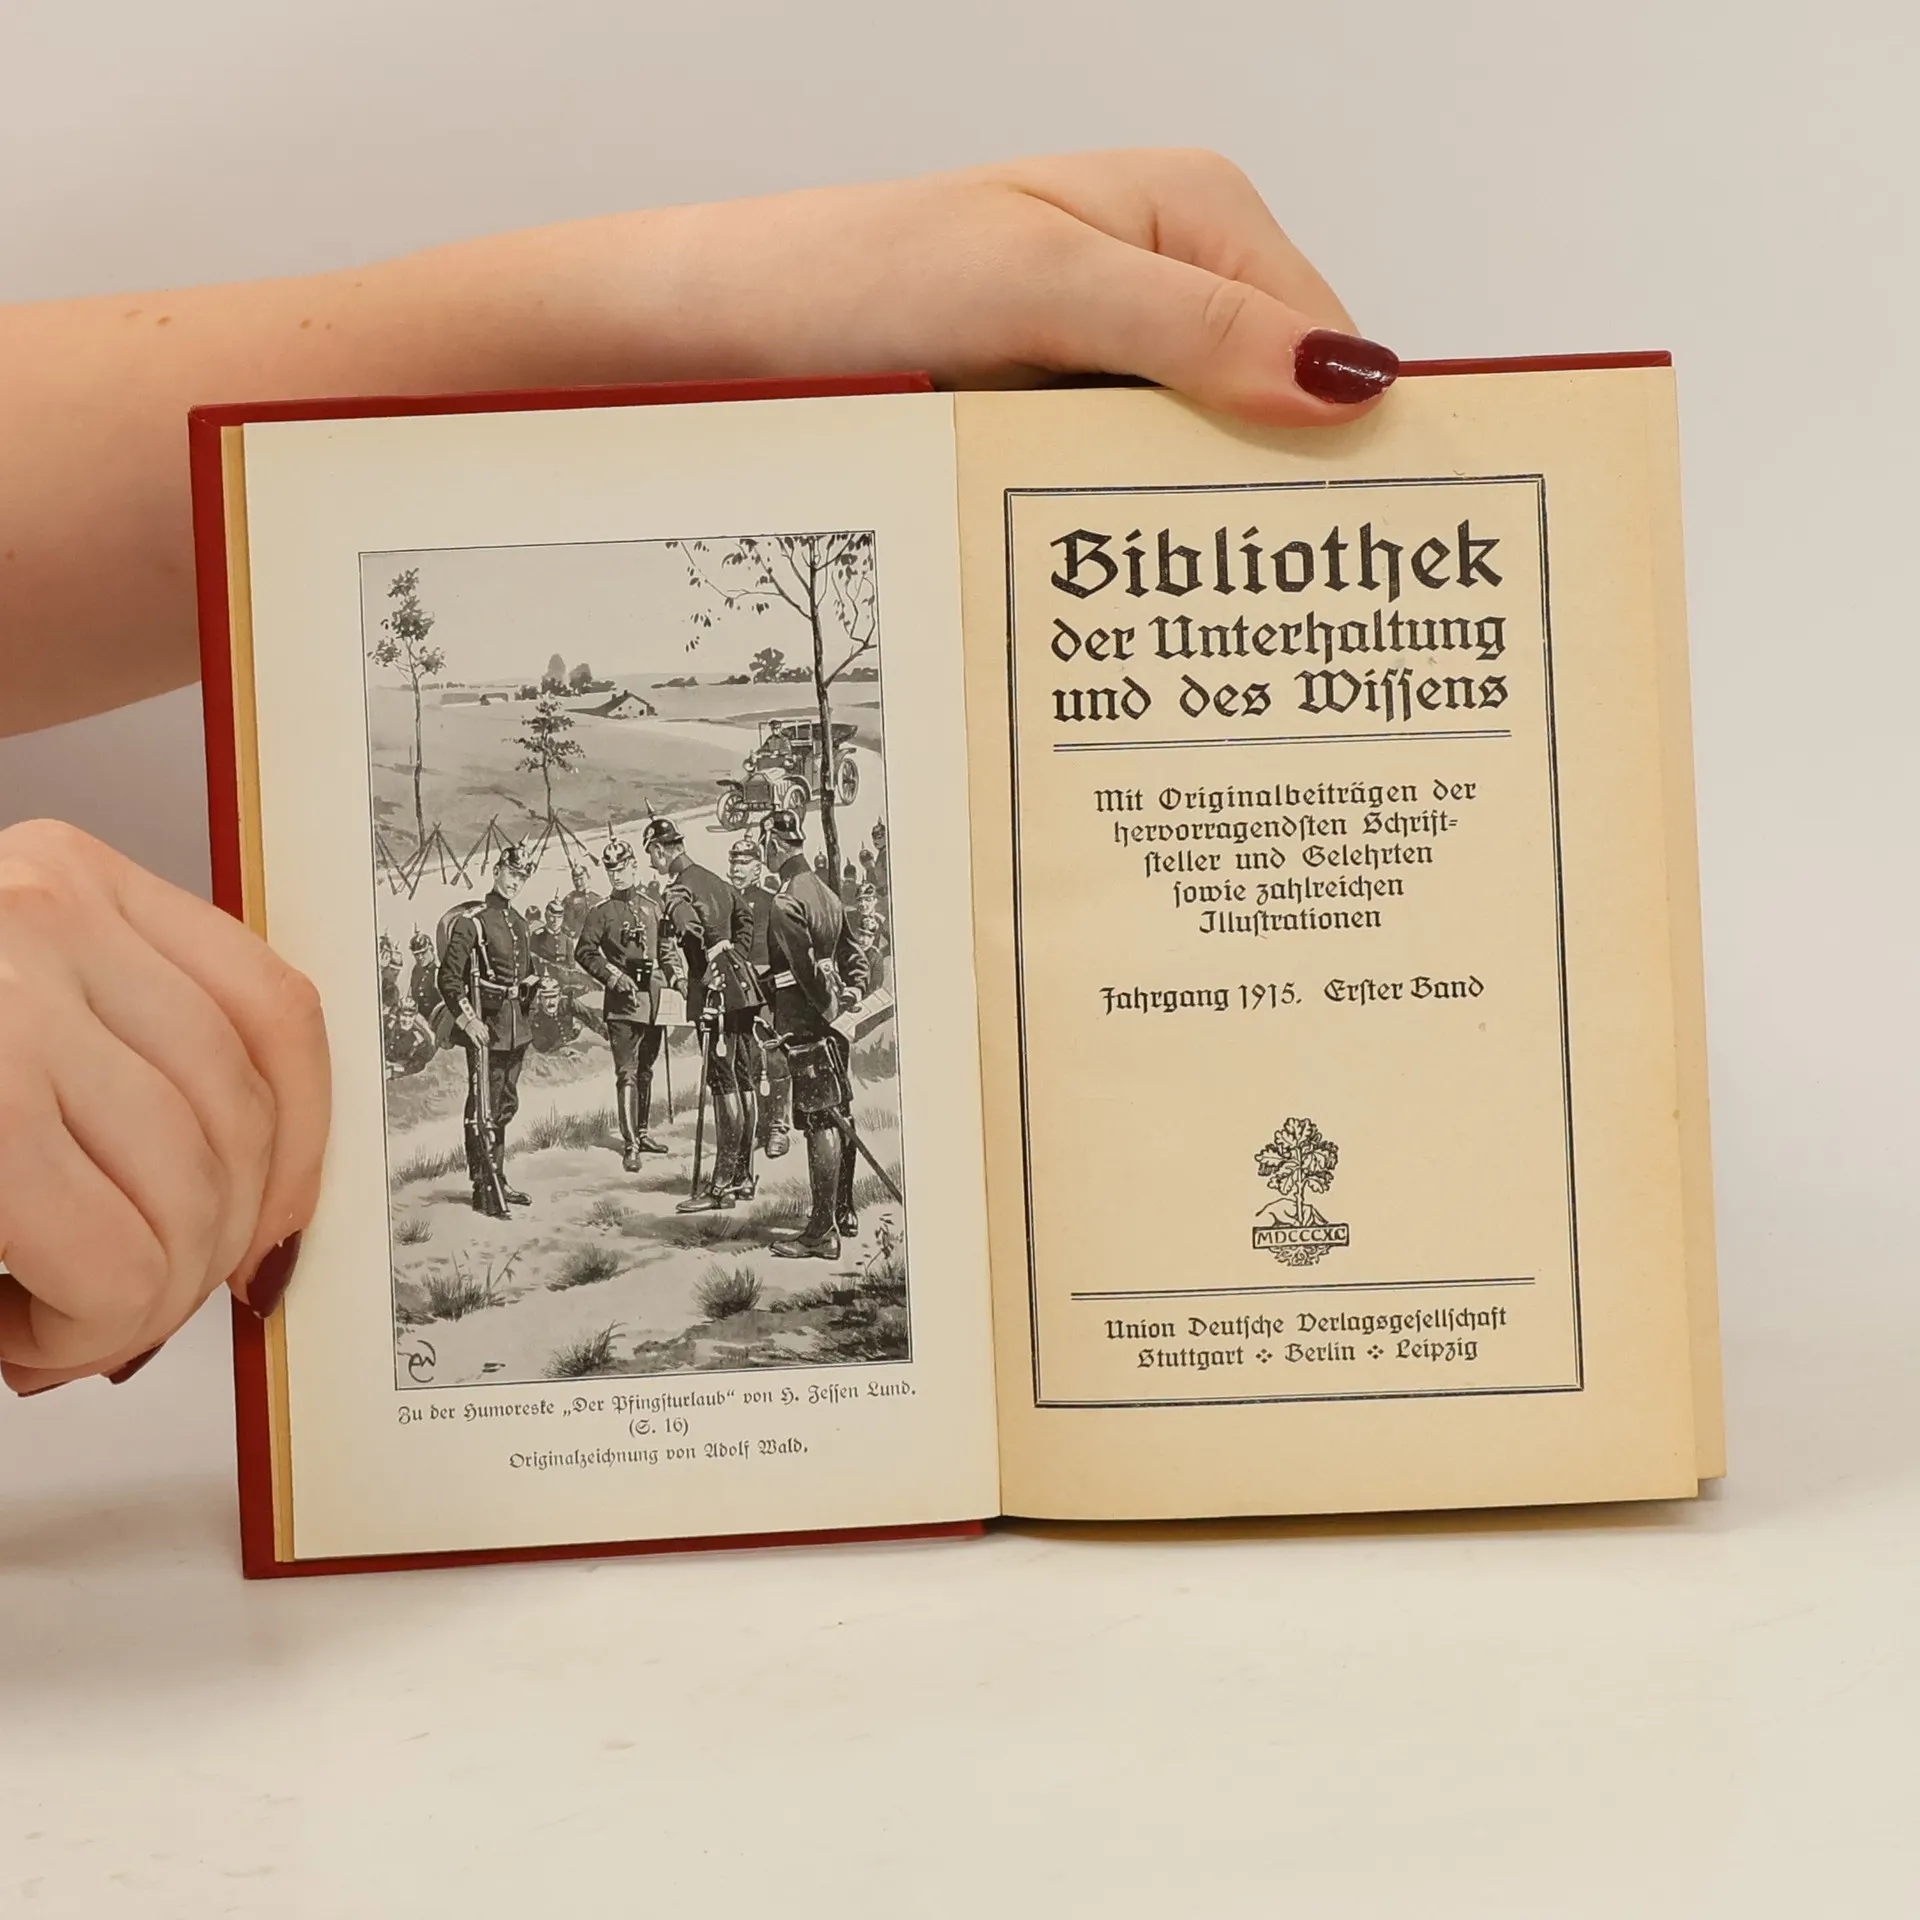 Zu der Humoreske „Der Pfingsturlaub“ von H. Jessen Lund.
(S. 16)
Originalzeichnung von Adolf Wald.
Bibliothek
der Unterhaltung
und des Wissens
Mit Originalbeiträgen der
hervorragendsten Schrift-
steller und Gelehrten
sowie zahlreichen
Illustrationen
Jahrgang 1915. Erster Band
MDCCCXC
Union Deutsche Verlagsgesellschaft
Stuttgart ❖ Berlin ❖ Leipzig